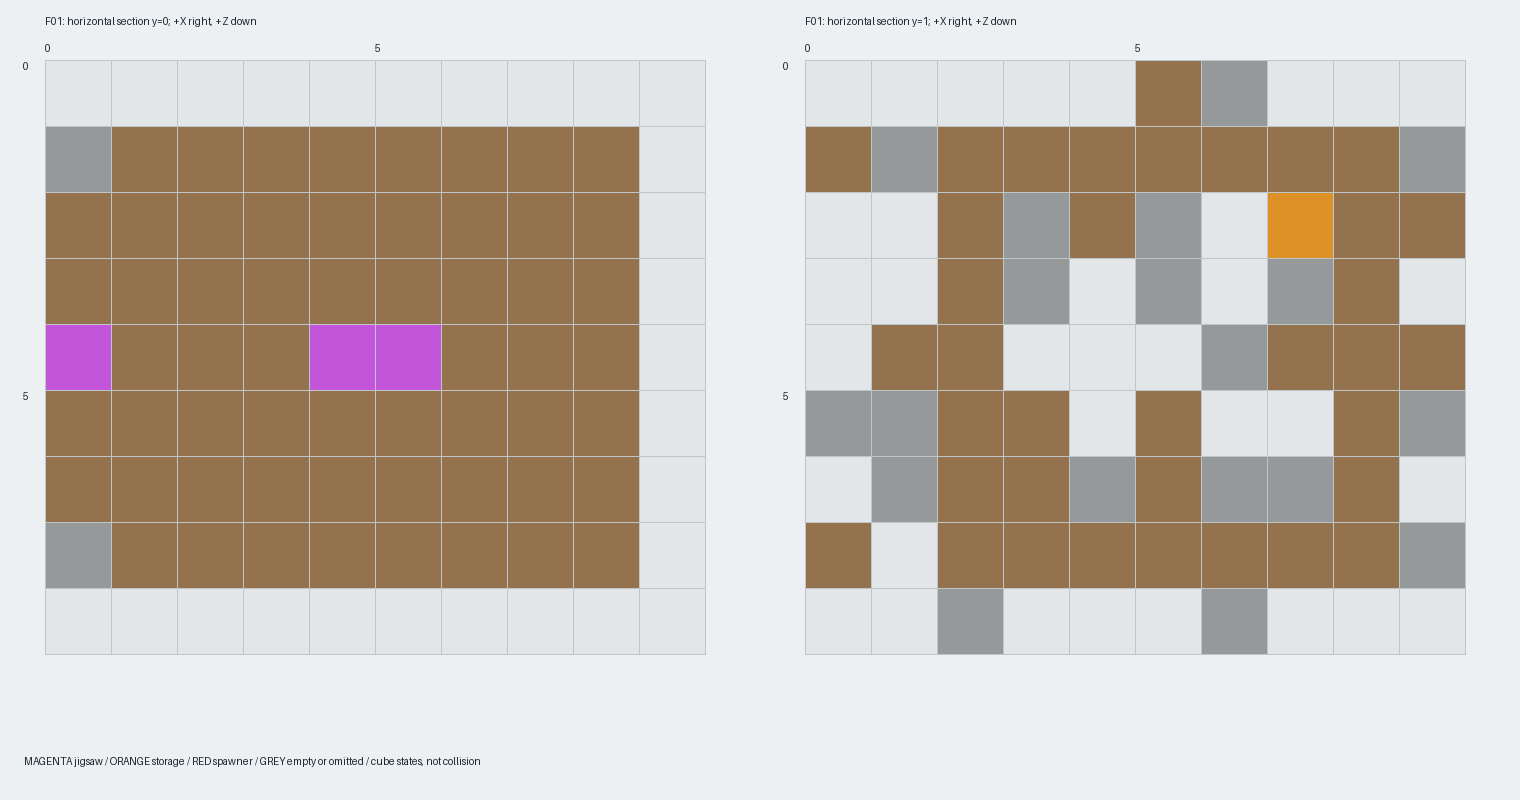 F01: horizontal section y=0; +X right, +Z down
F01: horizontal section y=1; +X right, +Z down
0 5
0 5
0
0
5
5
MAGENTA jigsaw / ORANGE storage / RED spawner / GREY empty or omitted / cube states, not collision